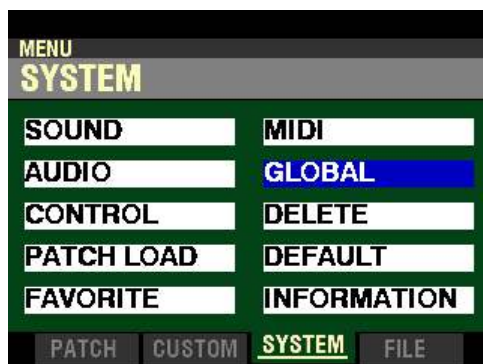 MENU
SYSTEM
SOUND MIDI
AUDIO GLOBAL
CONTROL DELETE
PATCH LOAD DEFAULT
FAVORITE INFORMATION
PATCH CUSTOM SYSTEM FILE